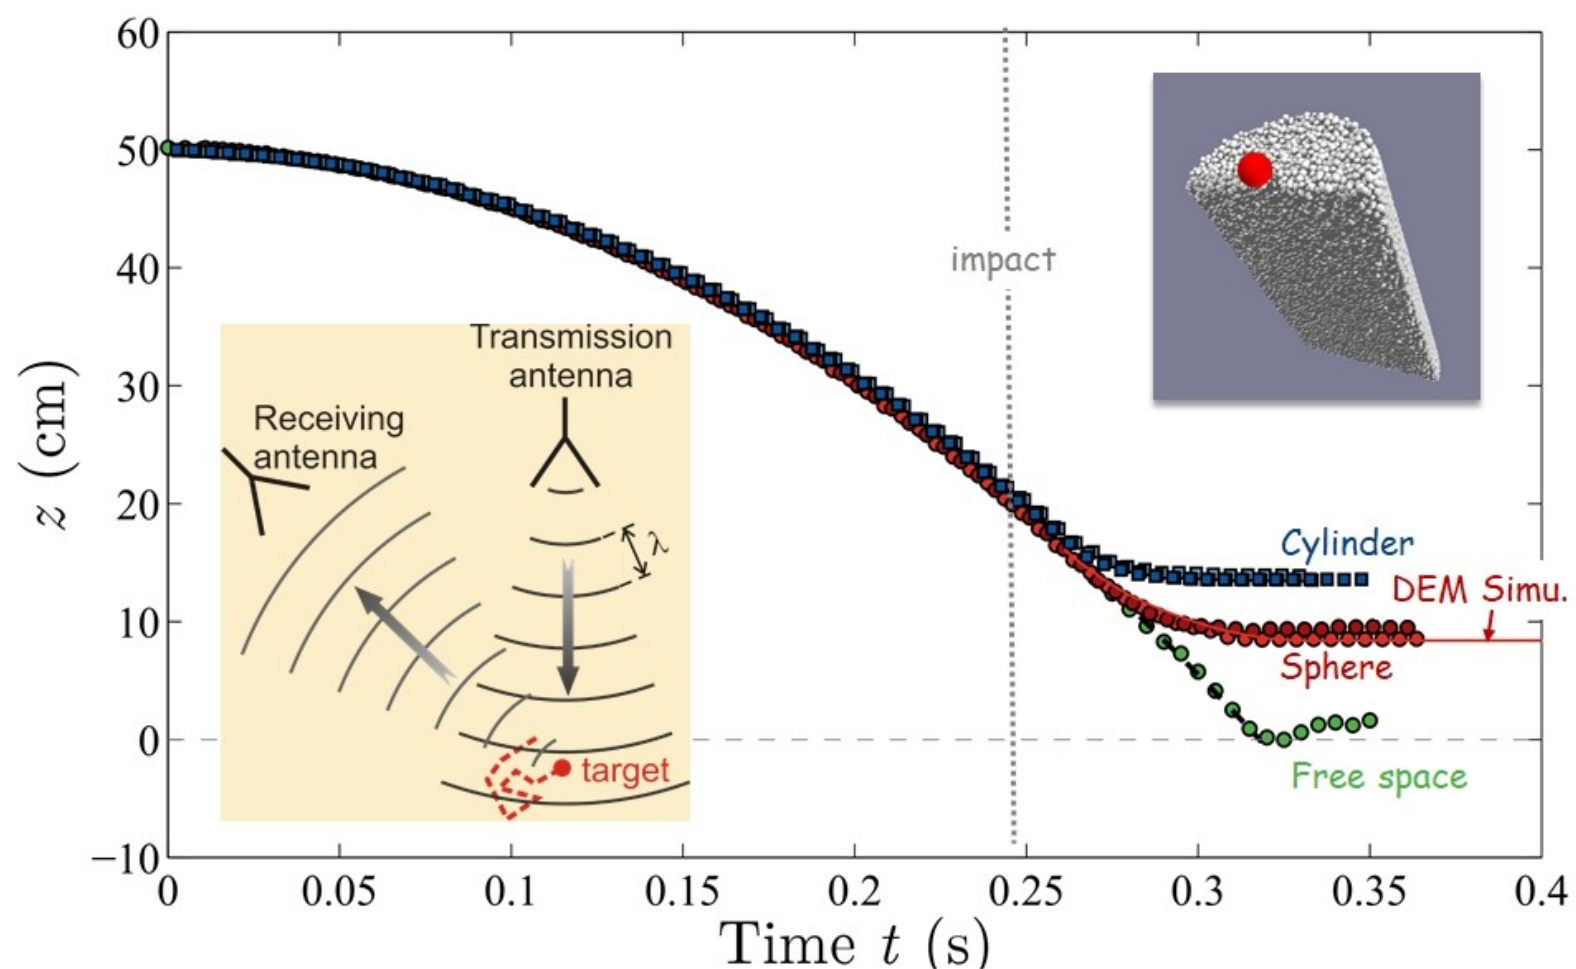 60
50
40
30
20
10
0
−10
z (cm)
0 0.05 0.1 0.15 0.2 0.25 0.3 0.35 0.4
Time t (s)
impact
Transmission
antenna
Receiving
antenna
λ
target
Cylinder
DEM Simu.
Sphere
Free space